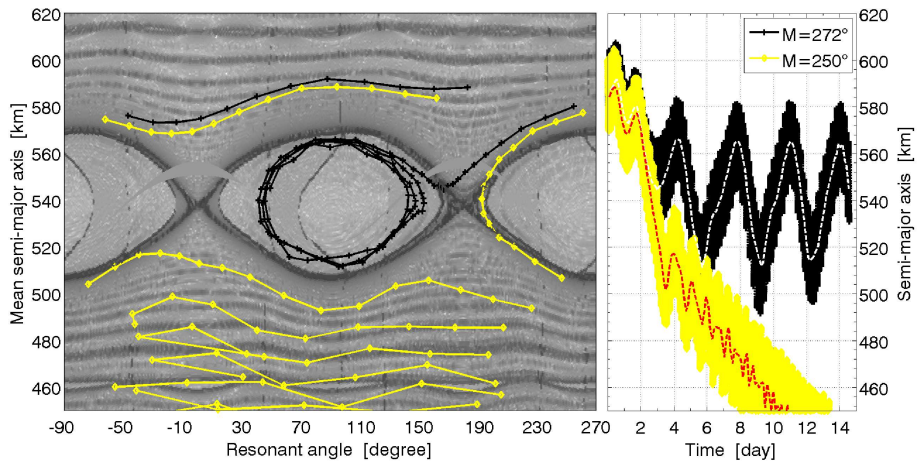 620
600
580
560
540
520
500
480
460
Mean semi-major axis [km]
-90 -50 -10 30 70 110 150 190 230 270
Resonant angle [degree]
M=272°
M=250°
2 4 6 8 10 12 14
Time [day]
620
600
580
560
540
520
500
480
460
Semi-major axis [km]